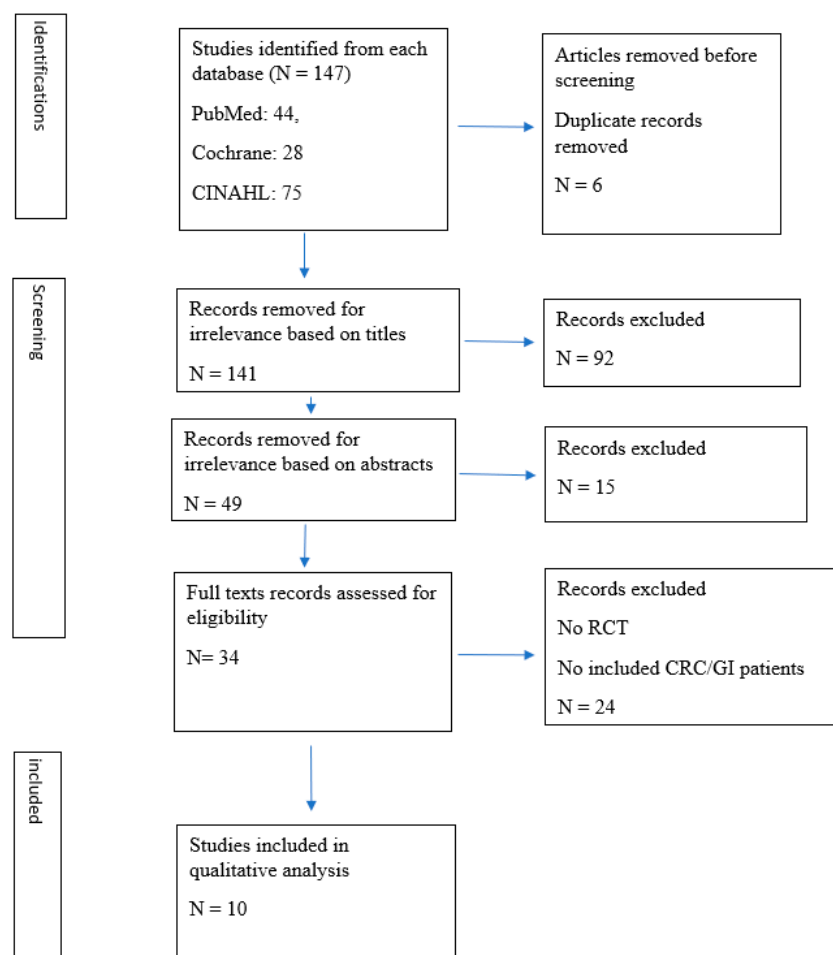 Identifications
Studies identified from each
database (N = 147)
PubMed: 44,
Cochrane: 28
CINAHL: 75
Articles removed before
screening
Duplicate records
removed
N = 6
Screening
Records removed for
irrelevance based on titles
N = 141
Records excluded
N = 92
Records removed for
irrelevance based on abstracts
N = 49
Records excluded
N = 15
Full texts records assessed for
eligibility
N= 34
Records excluded
No RCT
No included CRC/GI patients
N = 24
included
Studies included in
qualitative analysis
N = 10